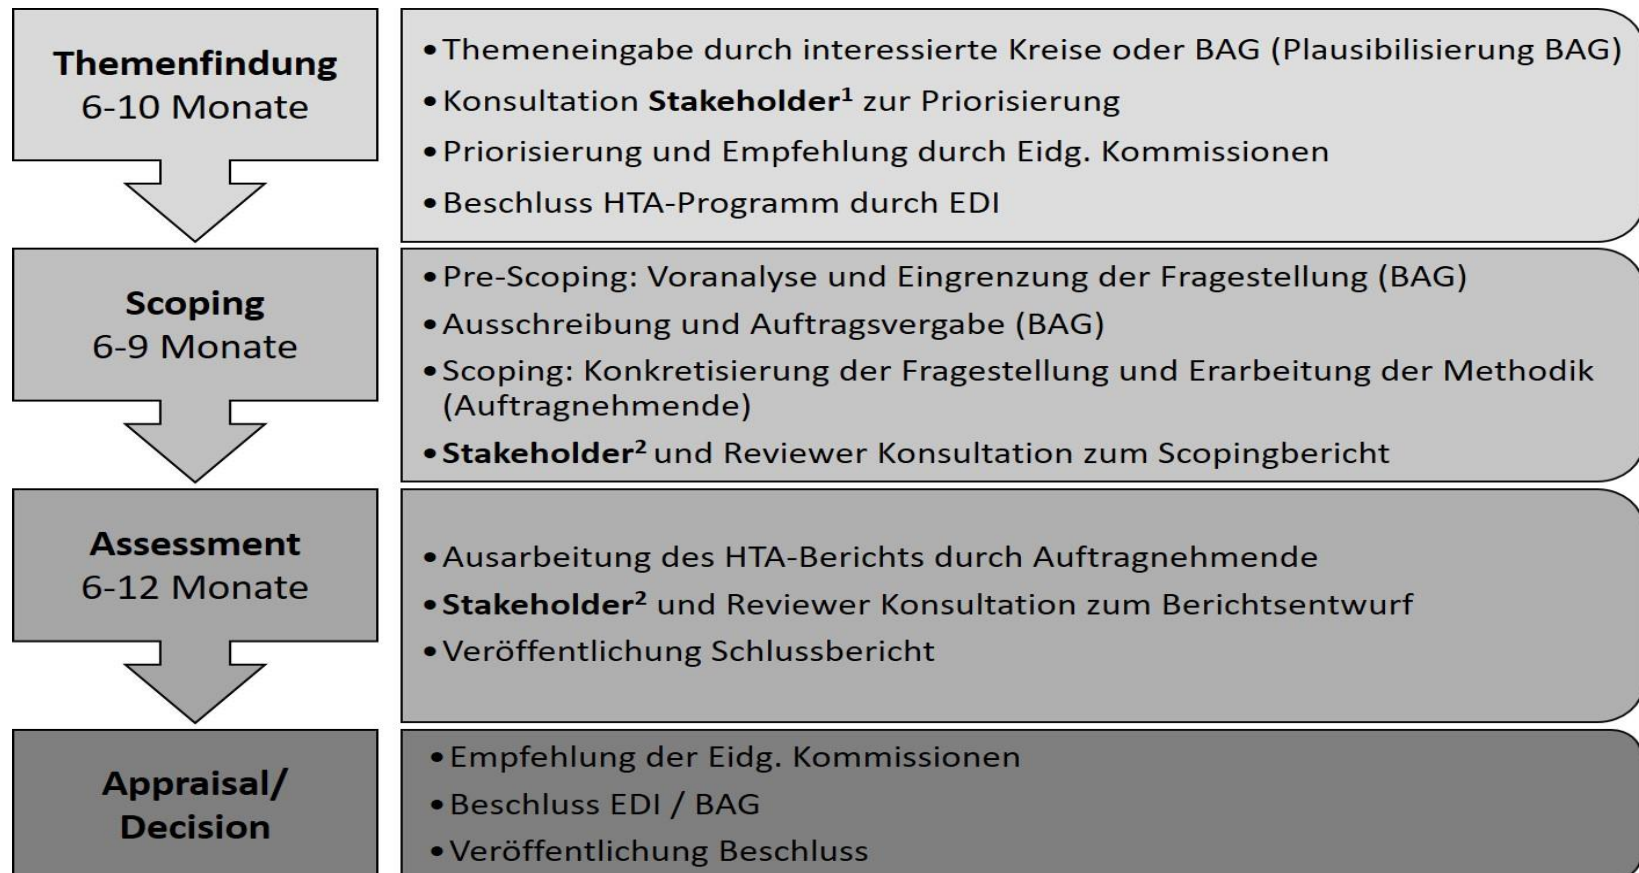 Themenfindung
6-10 Monate
•Themeneingabe durch interessierte Kreise oder BAG (Plausibilisierung BAG)
•Konsultation Stakeholder¹ zur Priorisierung
•Priorisierung und Empfehlung durch Eidg. Kommissionen
•Beschluss HTA-Programm durch EDI
Scoping
6-9 Monate
•Pre-Scoping: Voranalyse und Eingrenzung der Fragestellung (BAG)
•Ausschreibung und Auftragsvergabe (BAG)
•Scoping: Konkretisierung der Fragestellung und Erarbeitung der Methodik
(Auftragnehmende)
•Stakeholder² und Reviewer Konsultation zum Scopingbericht
Assessment
6-12 Monate
•Ausarbeitung des HTA-Berichts durch Auftragnehmende
•Stakeholder² und Reviewer Konsultation zum Berichtsentwurf
•Veröffentlichung Schlussbericht
Appraisal/
Decision
•Empfehlung der Eidg. Kommissionen
•Beschluss EDI / BAG
•Veröffentlichung Beschluss